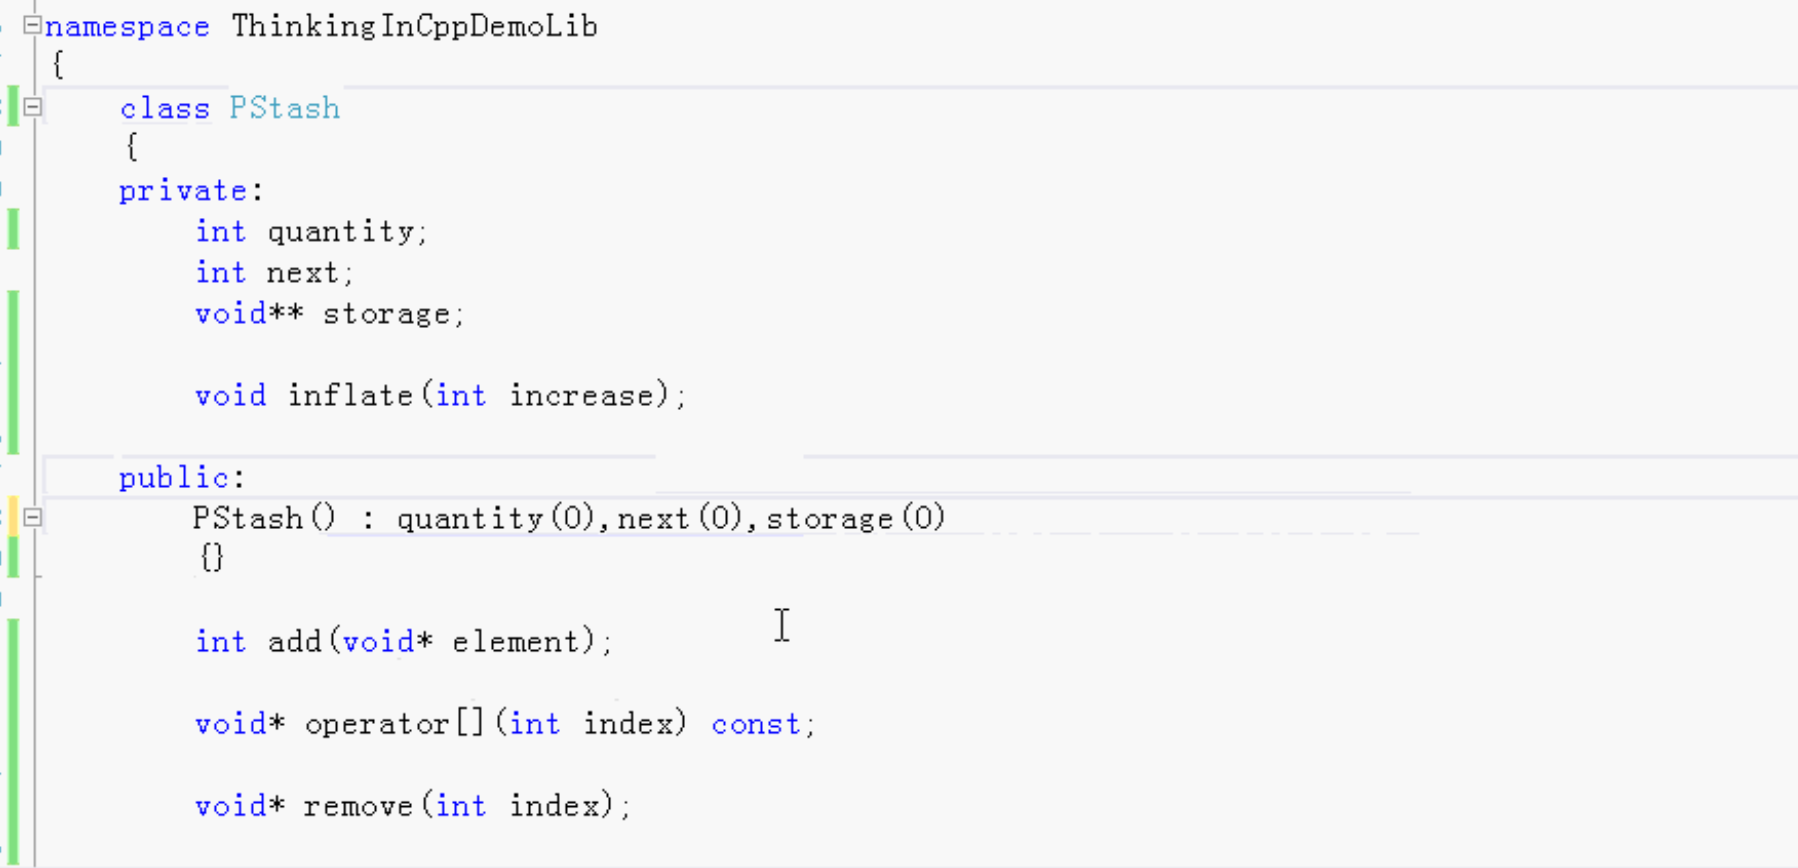 namespace ThinkingInCppDemoLib
{
class PStash
{
private:
int quantity;
int next;
void** storage;
void inflate(int increase);
public:
PStash() : quantity(0),next(0),storage(0)
{}
int add(void* element);
void* operator[](int index) const;
void* remove(int index);